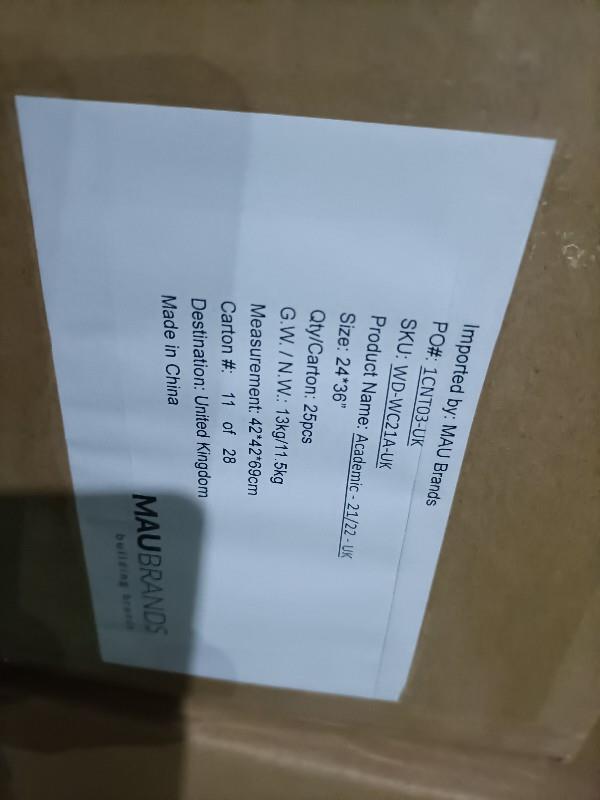 Imported by: MAU Brands
PO#: 1CNT03-UK
SKU: WD-WC21A-UK
Product Name: Academic - 21/22 - UK
Size: 24*36"
Qty/Carton: 25pcs
G.W. / N.W.: 13kg/11.5kg
Measurement: 42*42*69cm
Carton #: 11 of 28
Destination: United Kingdom
Made in China
MAUBRANDS
building brands